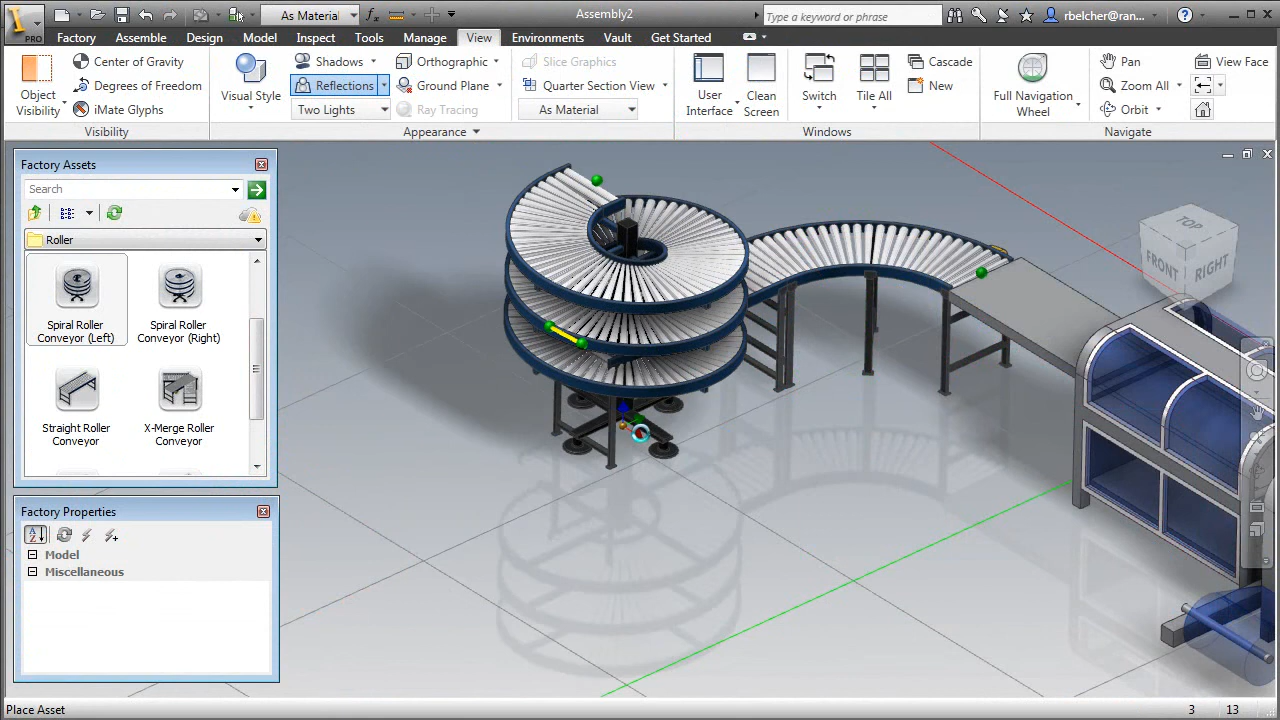 As Material
Assembly2
Type a keyword or phrase
rbelcher@ran...
PRO
Factory Assemble Design Model Inspect Tools Manage View Environments Vault Get Started
Object Visibility
Center of Gravity
Degrees of Freedom
iMate Glyphs
Visibility
Visual Style
Shadows
Reflections
Two Lights
Orthographic
Ground Plane
Ray Tracing
Slice Graphics
Quarter Section View
As Material
Appearance
User Interface
Clean Screen
Switch
Tile All
Cascade
New
Windows
Full Navigation Wheel
Pan
Zoom All
Orbit
View Face
Navigate
Factory Assets
Search
Roller
Spiral Roller Conveyor (Left)
Spiral Roller Conveyor (Right)
Straight Roller Conveyor
X-Merge Roller Conveyor
Factory Properties
Model
Miscellaneous
TOP
FRONT
RIGHT
Place Asset
3 13